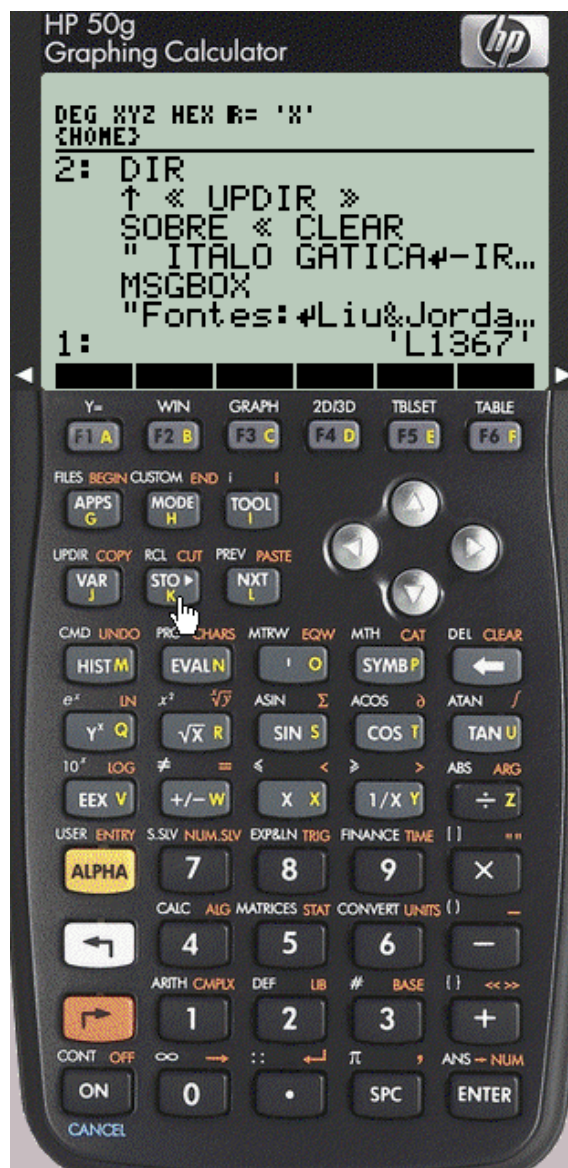 HP 50g
Graphing Calculator
hp
DEG XYZ HEX R= 'X'
{HOME}
2: DIR
↑ « UPDIR »
SOBRE « CLEAR
" ITALO GATICA↵-IR…
MSGBOX
"Fontes:↵Liu&Jorda…
1: 'L1367'
Y= WIN GRAPH 2D/3D TBLSET TABLE
F1 A F2 B F3 C F4 D F5 E F6 F
FILES BEGIN CUSTOM END i I
APPS G MODE H TOOL I
UPDIR COPY RCL CUT PREV PASTE
VAR J STO▶ K NXT L
CMD UNDO PRG CHARS MTRW EQW MTH CAT DEL CLEAR
HIST M EVAL N ' O SYMB P ←
eˣ LN x² ˣ√y ASIN Σ ACOS ∂ ATAN ∫
Yˣ Q √X R SIN S COS T TAN U
10ˣ LOG ≠ = ≤ < ≥ > ABS ARG
EEX V +/− W X X 1/X Y ÷ Z
USER ENTRY S.SLV NUM.SLV EXP&LN TRIG FINANCE TIME [ ] " "
ALPHA 7 8 9 ×
CALC ALG MATRICES STAT CONVERT UNITS ( ) _
↰ 4 5 6 −
ARITH CMPLX DEF LIB # BASE { } « »
↱ 1 2 3 +
CONT OFF ∞ → :: ↵ π , ANS →NUM
ON 0 . SPC ENTER
CANCEL